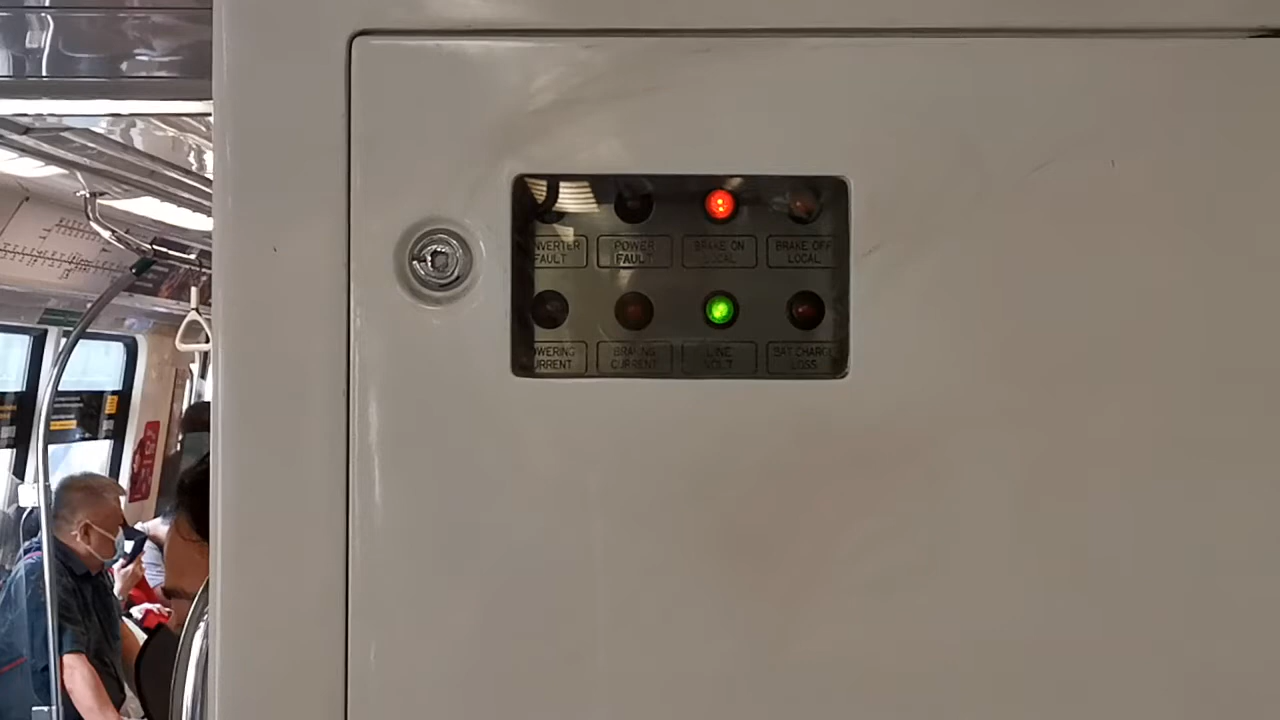 NVERTER
FAULT
POWER
FAULT
BRAKE ON
LOCAL
BRAKE OFF
LOCAL
OWERING
URRENT
BRAKING
CURRENT
LINE
VOLT
BAT CHARGE
LOSS